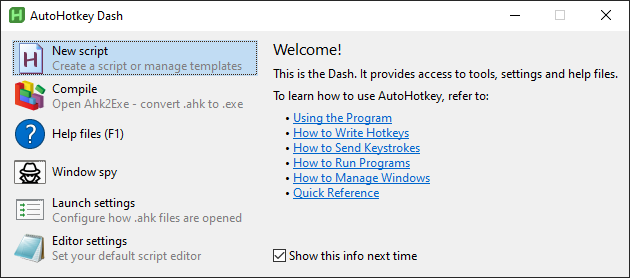 AutoHotkey Dash
New script
Create a script or manage templates
Compile
Open Ahk2Exe - convert .ahk to .exe
Help files (F1)
Window spy
Launch settings
Configure how .ahk files are opened
Editor settings
Set your default script editor
Welcome!
This is the Dash. It provides access to tools, settings and help files.
To learn how to use AutoHotkey, refer to:
• Using the Program
• How to Write Hotkeys
• How to Send Keystrokes
• How to Run Programs
• How to Manage Windows
• Quick Reference
Show this info next time